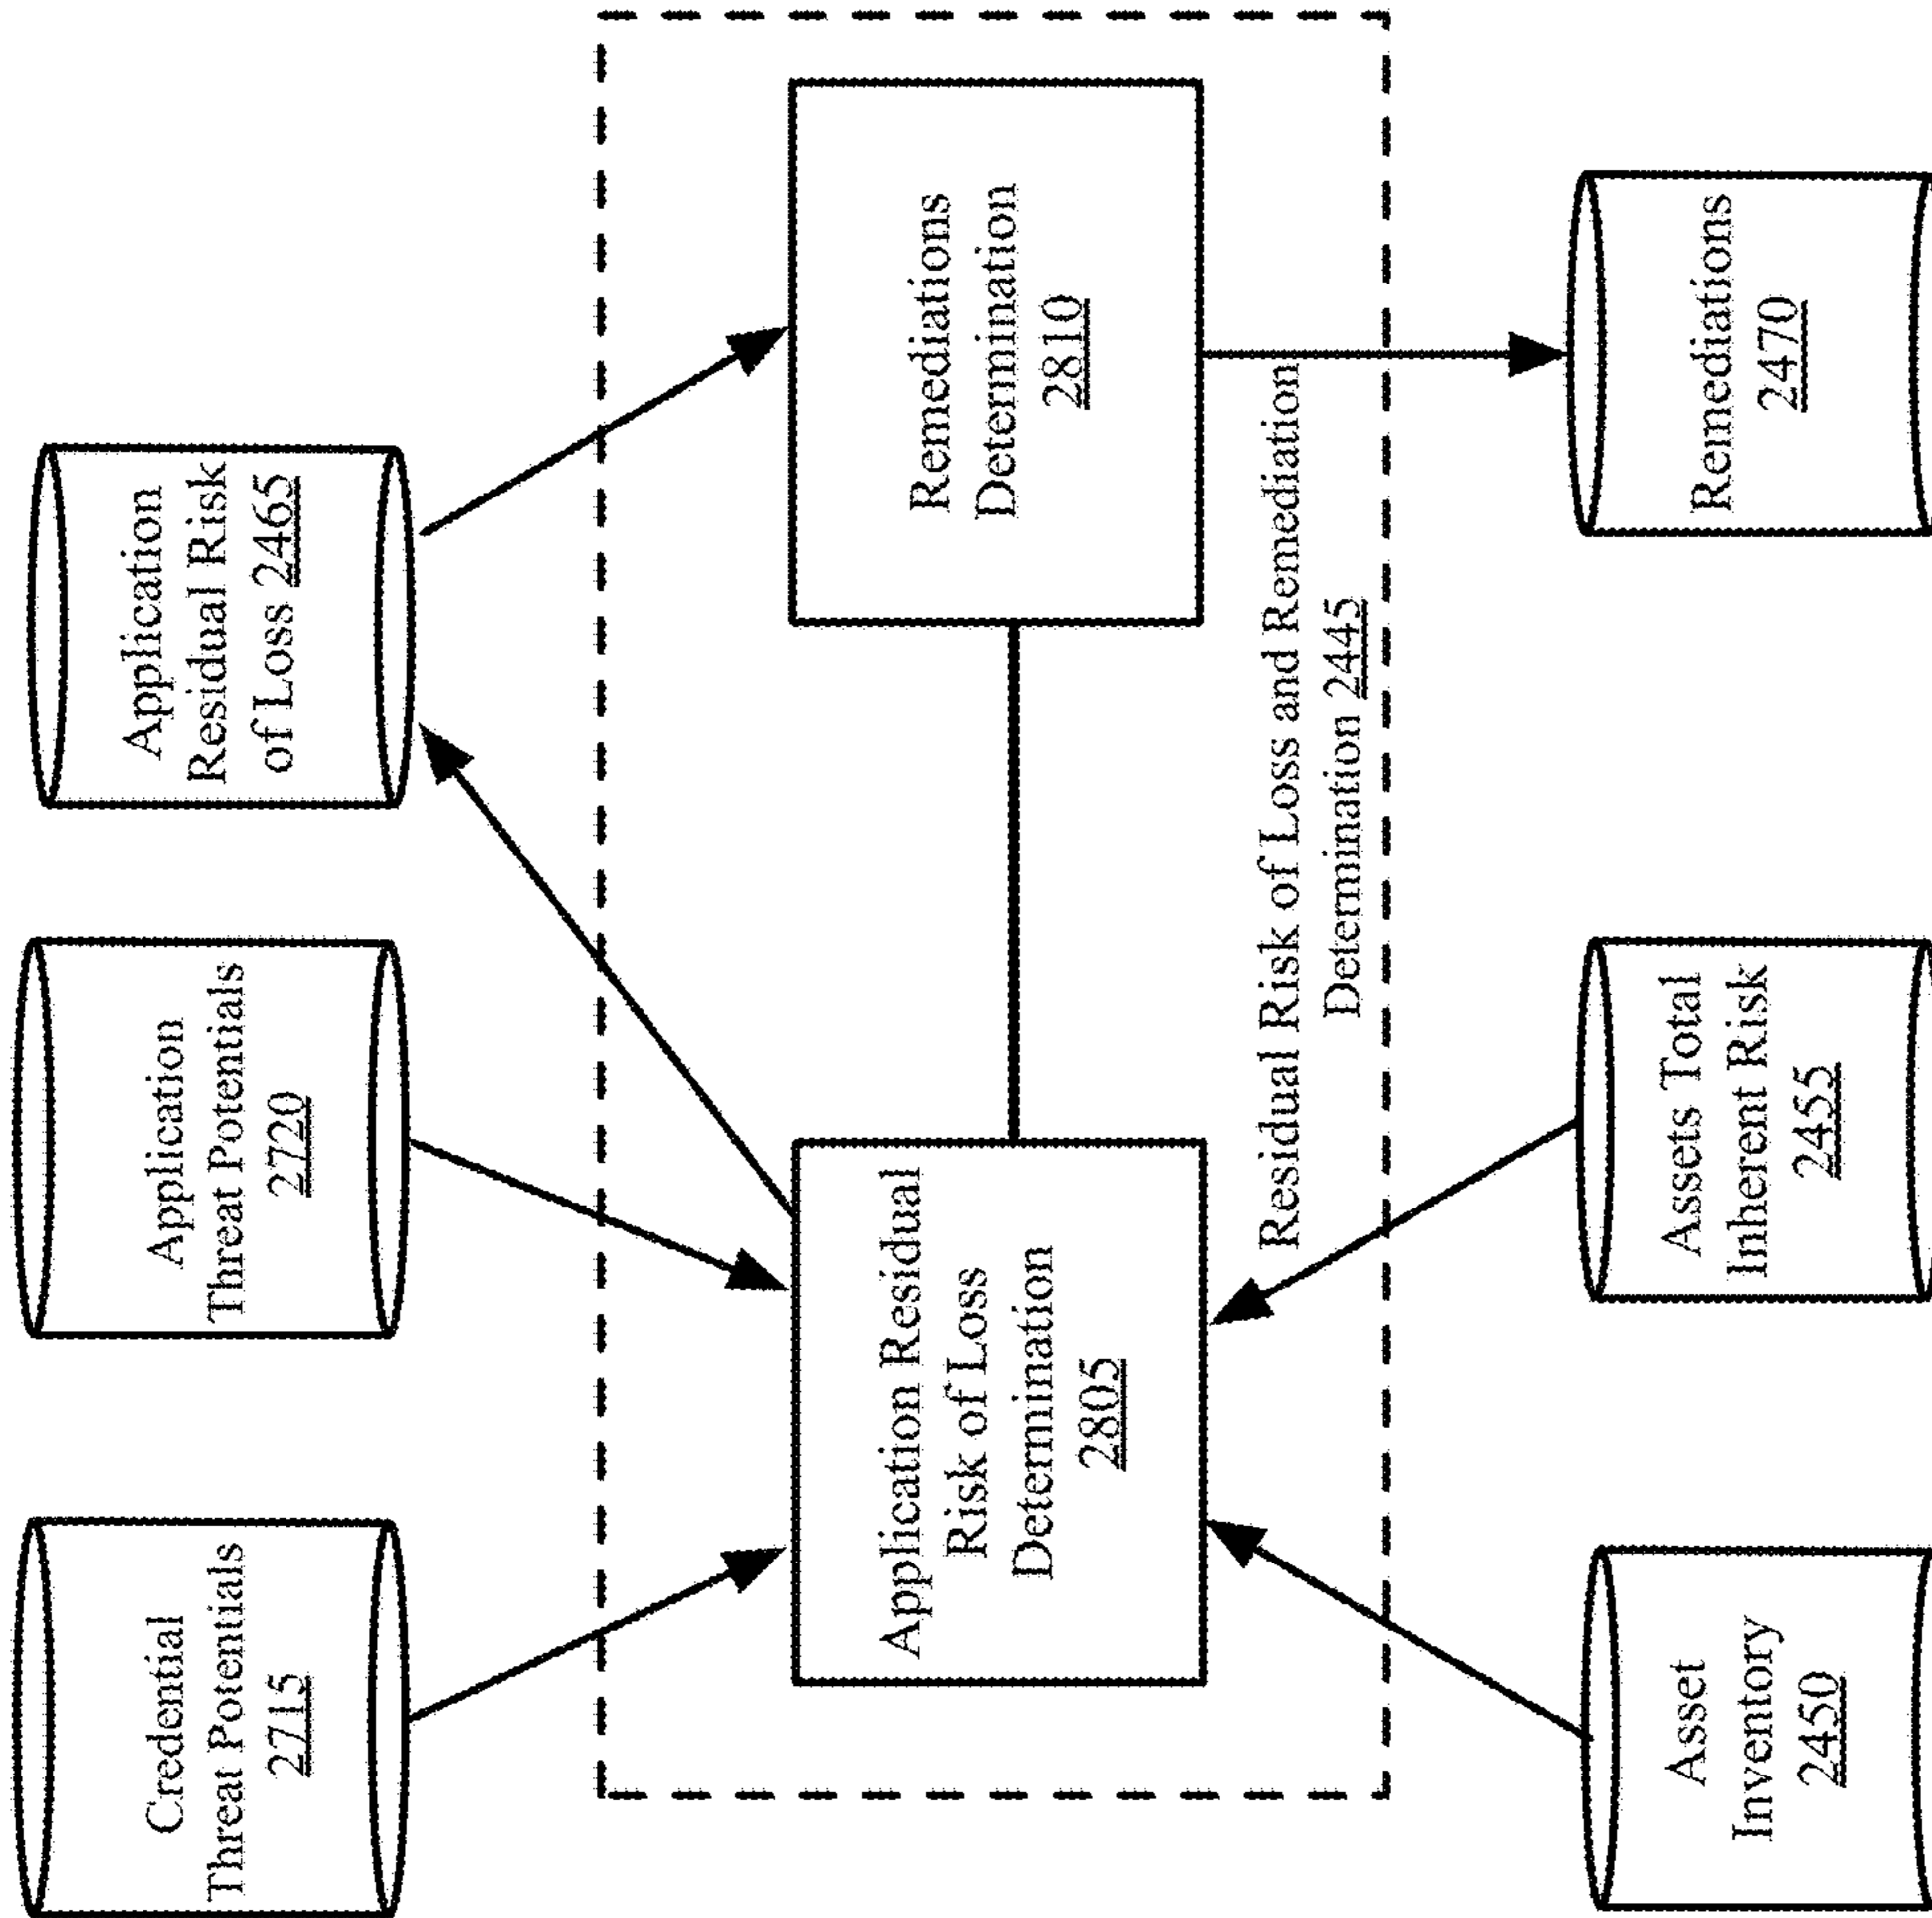 Credential
Threat Potentials
2715
Application
Threat Potentials
2720
Application
Residual Risk
of Loss 2465
Application Residual
Risk of Loss
Determination
2805
Remediations
Determination
2810
Residual Risk of Loss and Remediation
Determination 2445
Asset
Inventory
2450
Assets Total
Inherent Risk
2455
Remediations
2470